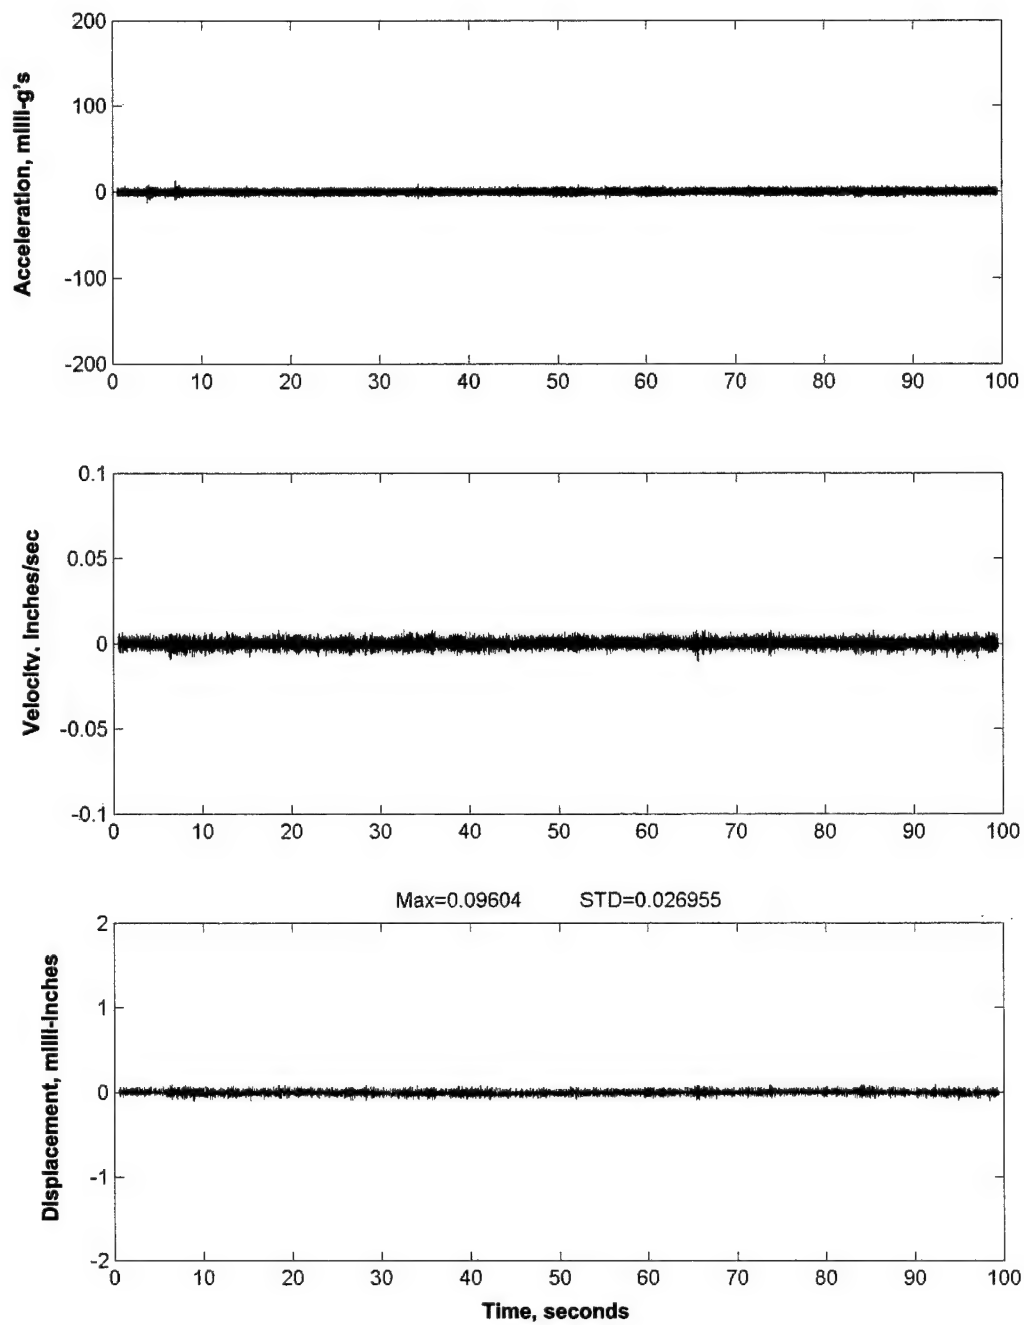 Acceleration, milli-g's
200
100
0
-100
-200
0 10 20 30 40 50 60 70 80 90 100
Velocity. Inches/sec
0.1
0.05
0
-0.05
-0.1
0 10 20 30 40 50 60 70 80 90 100
Max=0.09604 STD=0.026955
Displacement, milli-Inches
2
1
0
-1
-2
0 10 20 30 40 50 60 70 80 90 100
Time, seconds